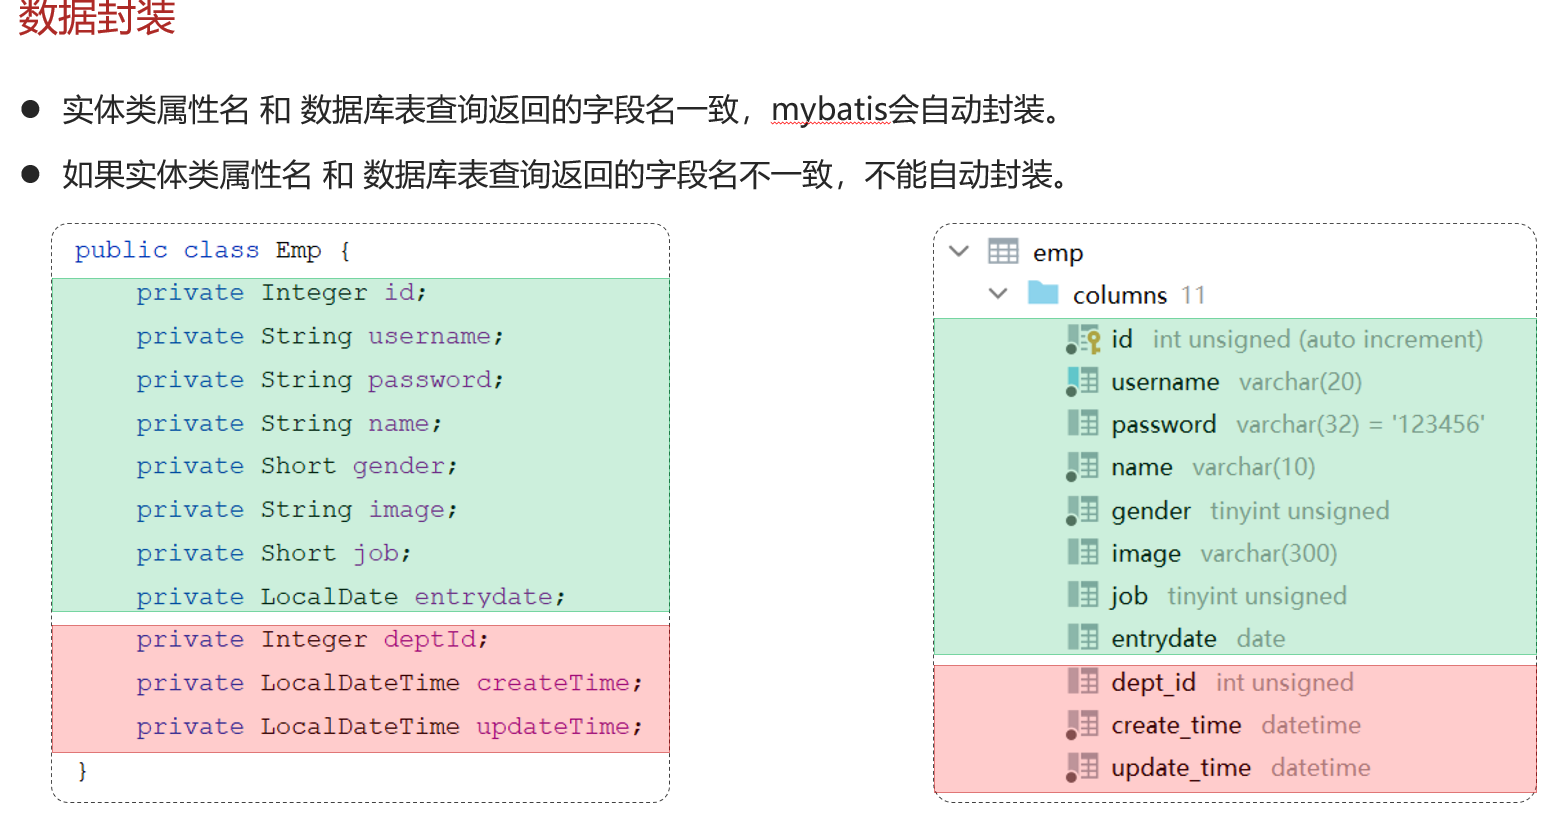 数据封装
实体类属性名 和 数据库表查询返回的字段名一致，mybatis会自动封装。
如果实体类属性名 和 数据库表查询返回的字段名不一致，不能自动封装。
public class Emp {
private Integer id;
private String username;
private String password;
private String name;
private Short gender;
private String image;
private Short job;
private LocalDate entrydate;
private Integer deptId;
private LocalDateTime createTime;
private LocalDateTime updateTime;
}
emp
columns 11
id int unsigned (auto increment)
username varchar(20)
password varchar(32) = '123456'
name varchar(10)
gender tinyint unsigned
image varchar(300)
job tinyint unsigned
entrydate date
dept_id int unsigned
create_time datetime
update_time datetime